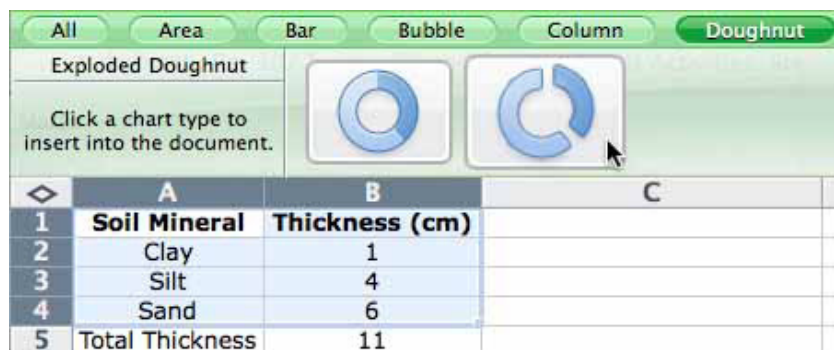 All Area Bar Bubble Column Doughnut
Exploded Doughnut
Click a chart type to
insert into the document.
A B C
1 Soil Mineral Thickness (cm)
2 Clay 1
3 Silt 4
4 Sand 6
5 Total Thickness 11